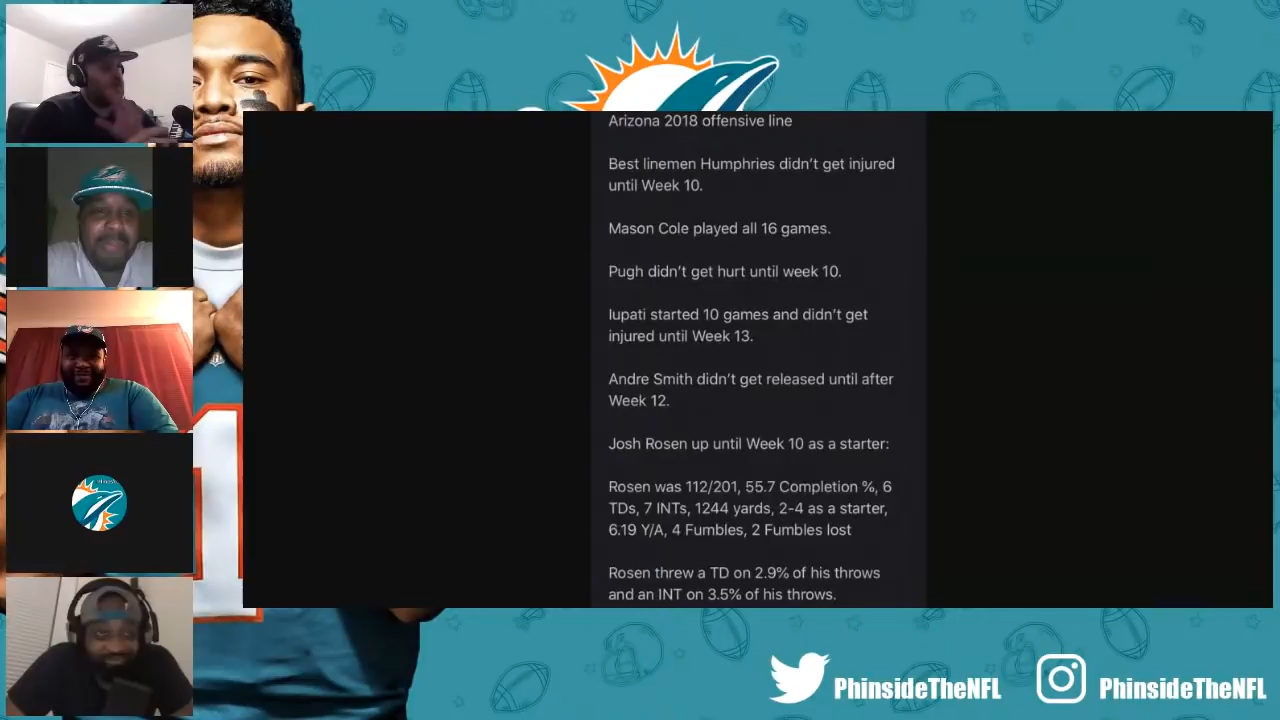 Arizona 2018 offensive line
Best linemen Humphries didn't get injured
until Week 10.
Mason Cole played all 16 games.
Pugh didn't get hurt until week 10.
Iupati started 10 games and didn't get
injured until Week 13.
Andre Smith didn't get released until after
Week 12.
Josh Rosen up until Week 10 as a starter:
Rosen was 112/201, 55.7 Completion %, 6
TDs, 7 INTs, 1244 yards, 2-4 as a starter,
6.19 Y/A, 4 Fumbles, 2 Fumbles lost
Rosen threw a TD on 2.9% of his throws
and an INT on 3.5% of his throws.
PhinsideTheNFL
PhinsideTheNFL